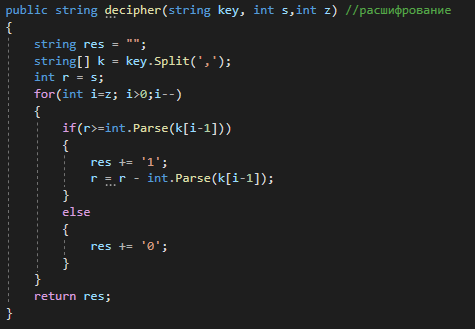 public string decipher(string key, int s,int z) //расшифрование
{
string res = "";
string[] k = key.Split(',');
int r = s;
for(int i=z; i>0;i--)
{
if(r>=int.Parse(k[i-1]))
{
res += '1';
r = r - int.Parse(k[i-1]);
}
else
{
res += '0';
}
}
return res;
}